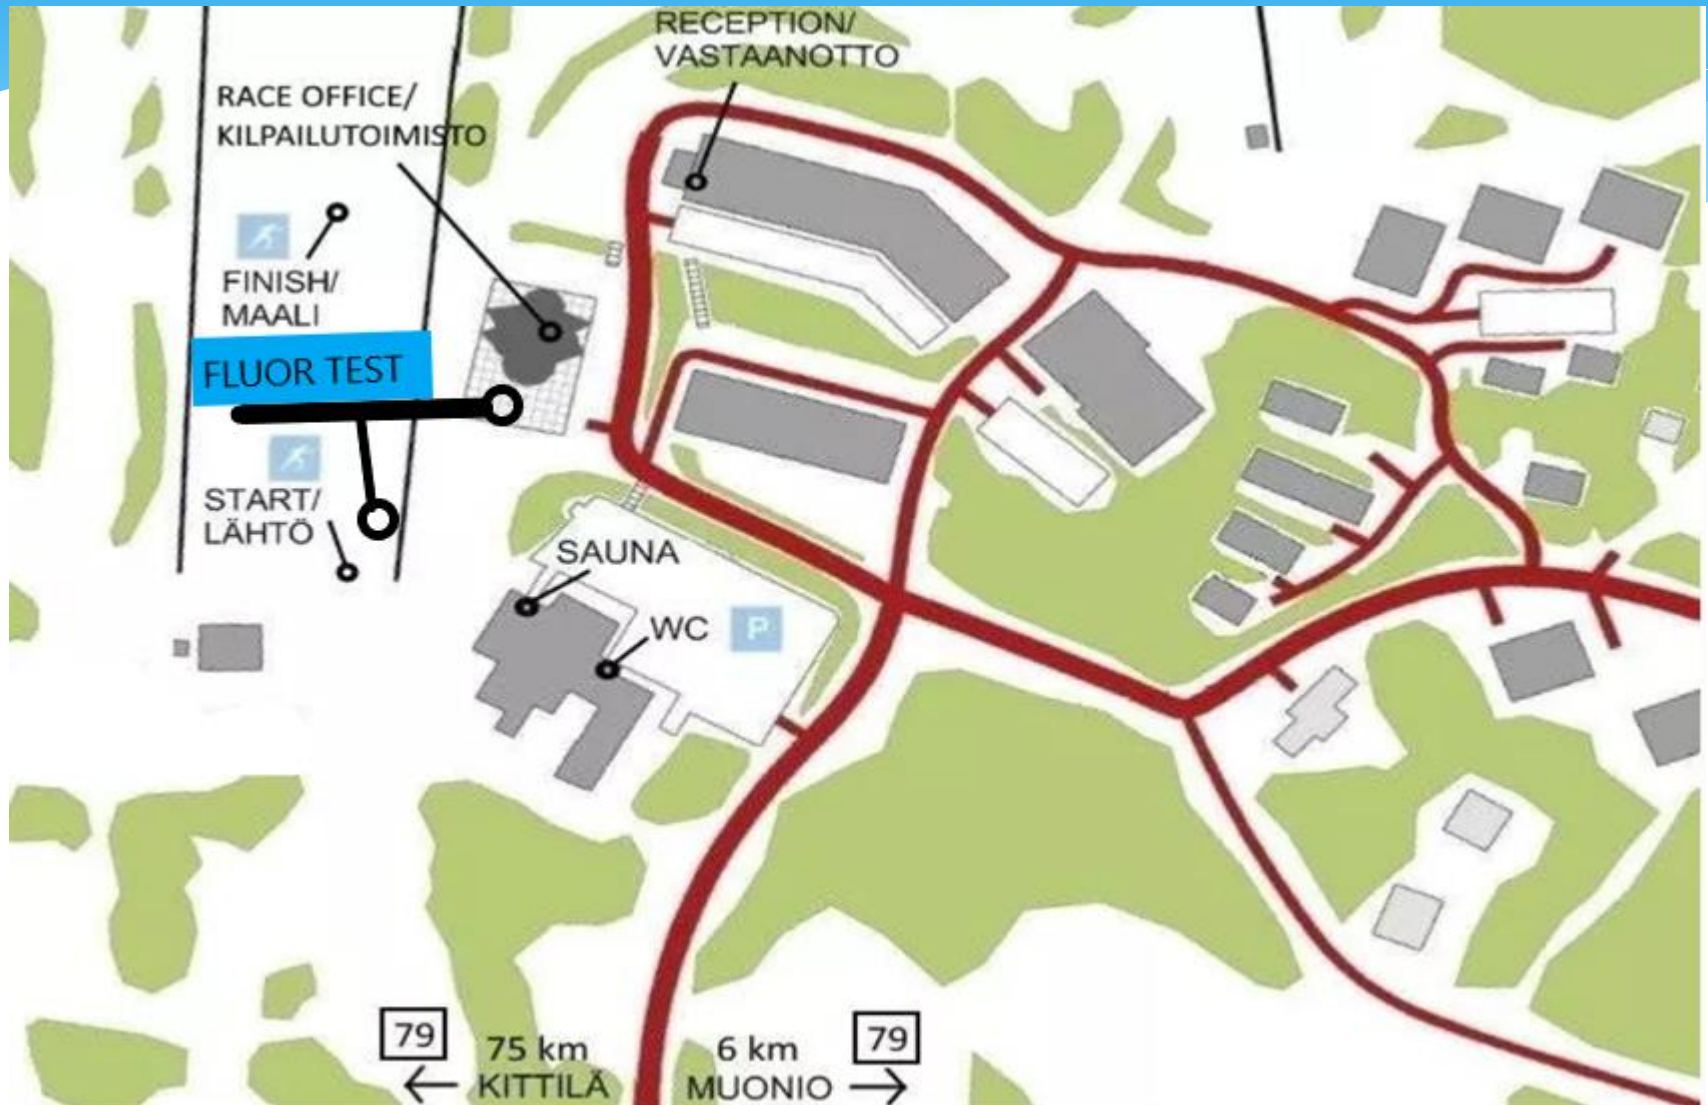 RECEPTION/
VASTAANOTTO
RACE OFFICE/
KILPAILUTOIMISTO
FINISH/
MAALI
FLUOR TEST
START/
LÄHTÖ
SAUNA
WC
P
79
75 km
KITTILÄ
6 km
MUONIO
79